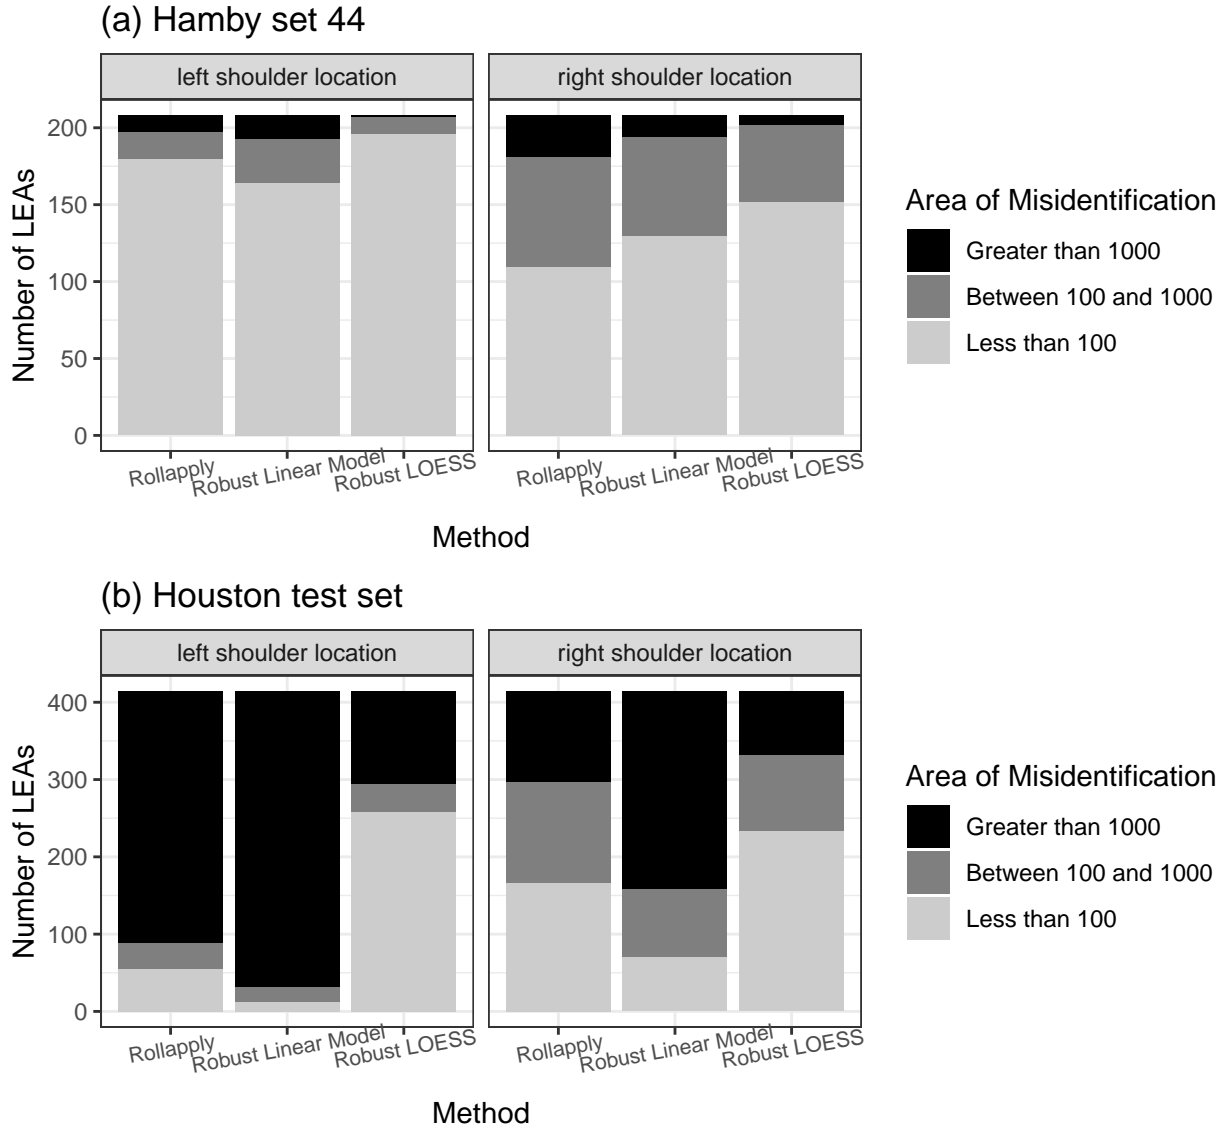 (a) Hamby set 44
left shoulder location
right shoulder location
Number of LEAs
200
150
100
50
0
Rollapply
Robust Linear Model
Robust LOESS
Rollapply
Robust Linear Model
Robust LOESS
Method
Area of Misidentification
Greater than 1000
Between 100 and 1000
Less than 100
(b) Houston test set
left shoulder location
right shoulder location
Number of LEAs
400
300
200
100
0
Rollapply
Robust Linear Model
Robust LOESS
Rollapply
Robust Linear Model
Robust LOESS
Method
Area of Misidentification
Greater than 1000
Between 100 and 1000
Less than 100